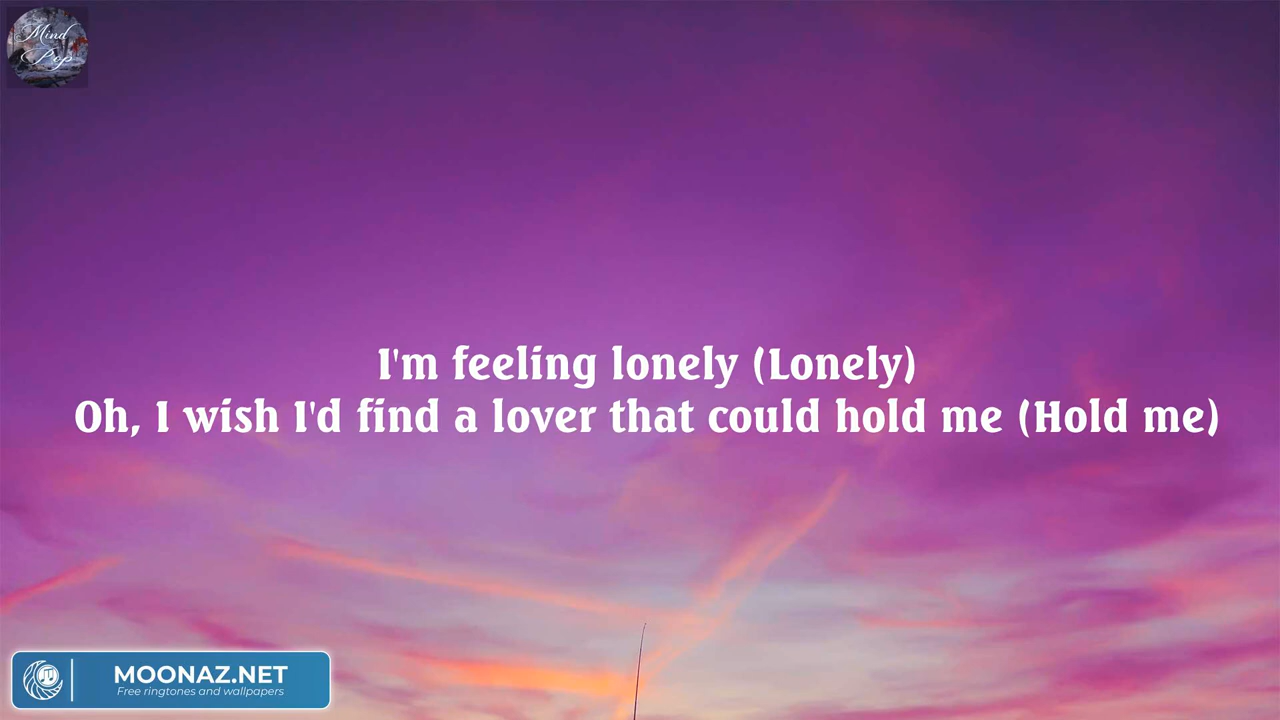 Mind
Pop
I'm feeling lonely (Lonely)
Oh, I wish I'd find a lover that could hold me (Hold me)
MOONAZ.NET
Free ringtones and wallpapers